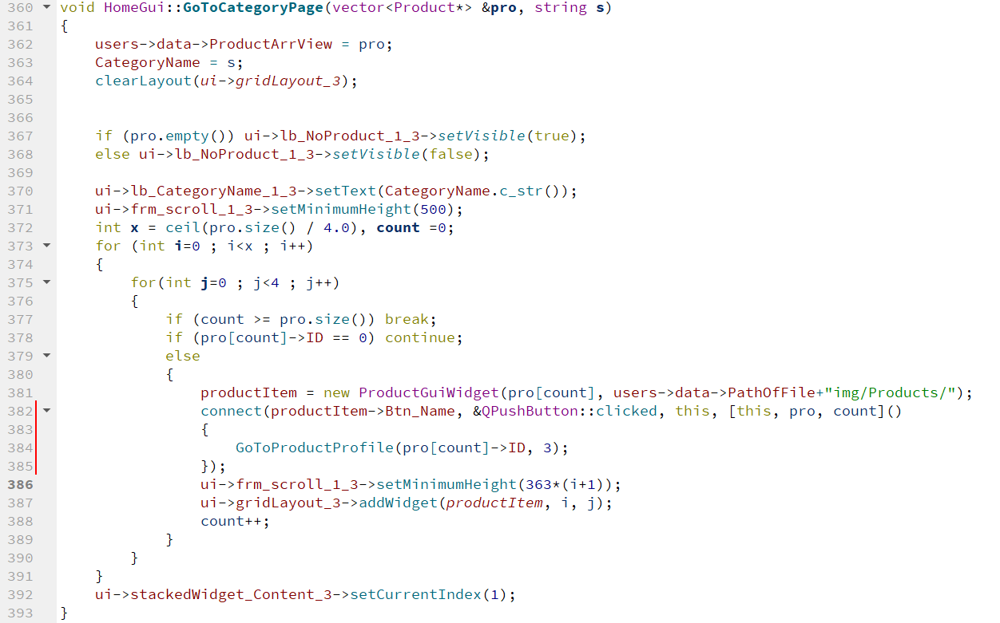 360 void HomeGui::GoToCategoryPage(vector<Product*> &pro, string s)
361 {
362     users->data->ProductArrView = pro;
363     CategoryName = s;
364     clearLayout(ui->gridLayout_3);
365
366
367     if (pro.empty()) ui->lb_NoProduct_1_3->setVisible(true);
368     else ui->lb_NoProduct_1_3->setVisible(false);
369
370     ui->lb_CategoryName_1_3->setText(CategoryName.c_str());
371     ui->frm_scroll_1_3->setMinimumHeight(500);
372     int x = ceil(pro.size() / 4.0), count =0;
373     for (int i=0 ; i<x ; i++)
374     {
375         for(int j=0 ; j<4 ; j++)
376         {
377             if (count >= pro.size()) break;
378             if (pro[count]->ID == 0) continue;
379             else
380             {
381                 productItem = new ProductGuiWidget(pro[count], users->data->PathOfFile+"img/Products/");
382                 connect(productItem->Btn_Name, &QPushButton::clicked, this, [this, pro, count]()
383                 {
384                     GoToProductProfile(pro[count]->ID, 3);
385                 });
386                 ui->frm_scroll_1_3->setMinimumHeight(363*(i+1));
387                 ui->gridLayout_3->addWidget(productItem, i, j);
388                 count++;
389             }
390         }
391     }
392     ui->stackedWidget_Content_3->setCurrentIndex(1);
393 }